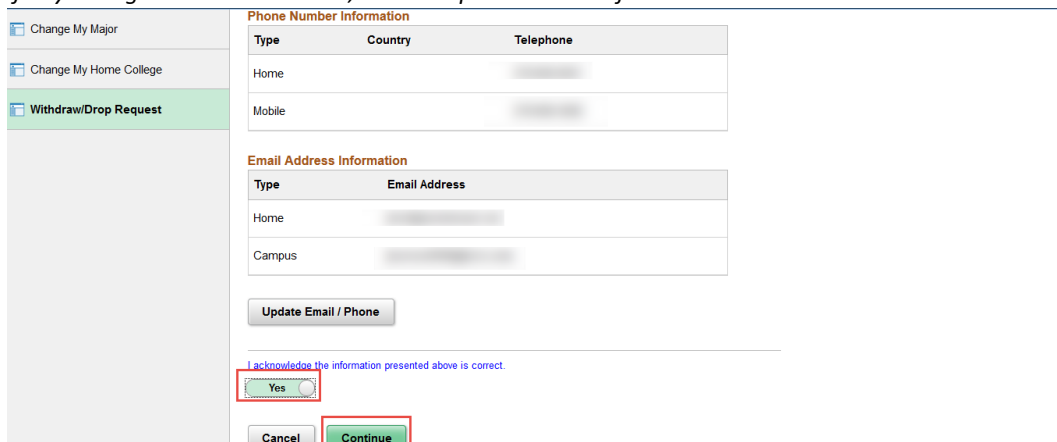 Change My Major
Change My Home College
Withdraw/Drop Request
Phone Number Information
Type Country Telephone
Home
Mobile
Email Address Information
Type Email Address
Home
Campus
Update Email / Phone
I acknowledge the information presented above is correct.
Yes
Cancel Continue